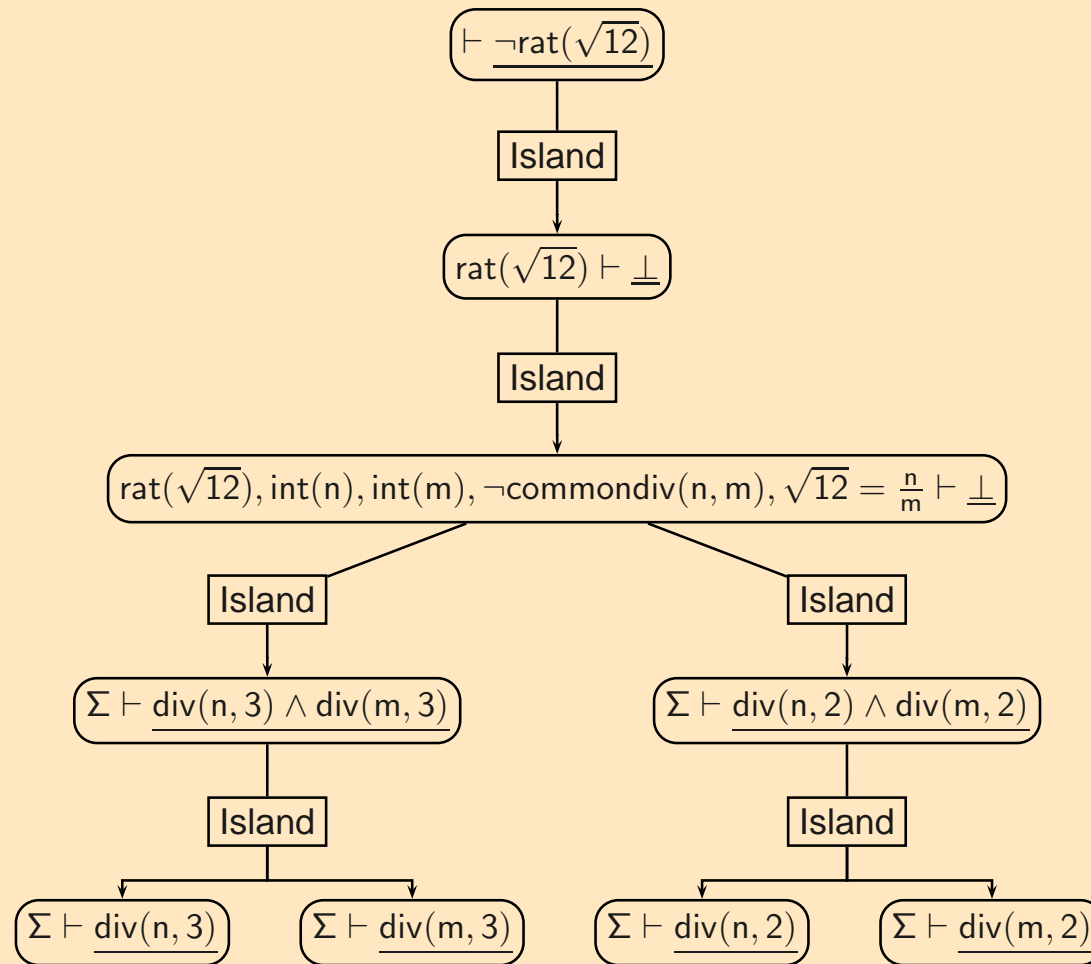 ⊢ ¬rat(√12)
Island
rat(√12) ⊢ ⊥
Island
rat(√12), int(n), int(m), ¬commondiv(n, m), √12 = n/m ⊢ ⊥
Island Island
Σ ⊢ div(n, 3) ∧ div(m, 3) Σ ⊢ div(n, 2) ∧ div(m, 2)
Island Island
Σ ⊢ div(n, 3) Σ ⊢ div(m, 3) Σ ⊢ div(n, 2) Σ ⊢ div(m, 2)